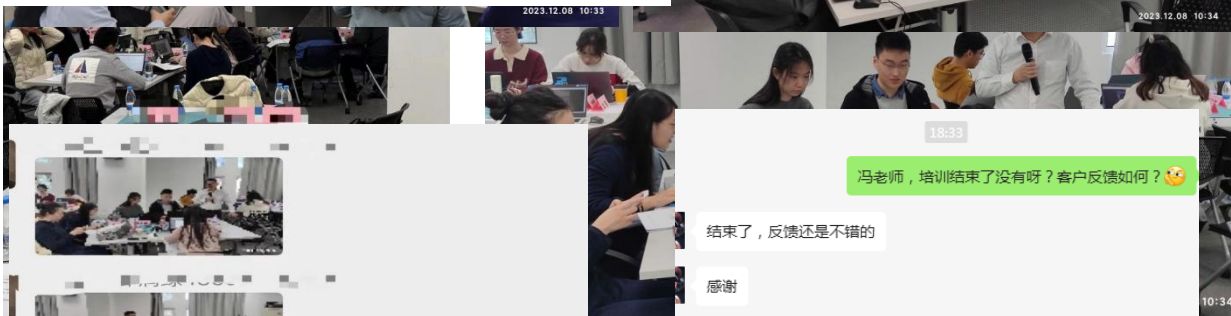 2023.12.08 10:33
2023.12.08 10:34
18:33
冯老师，培训结束了没有呀？客户反馈如何？
结束了，反馈还是不错的
感谢
10:34